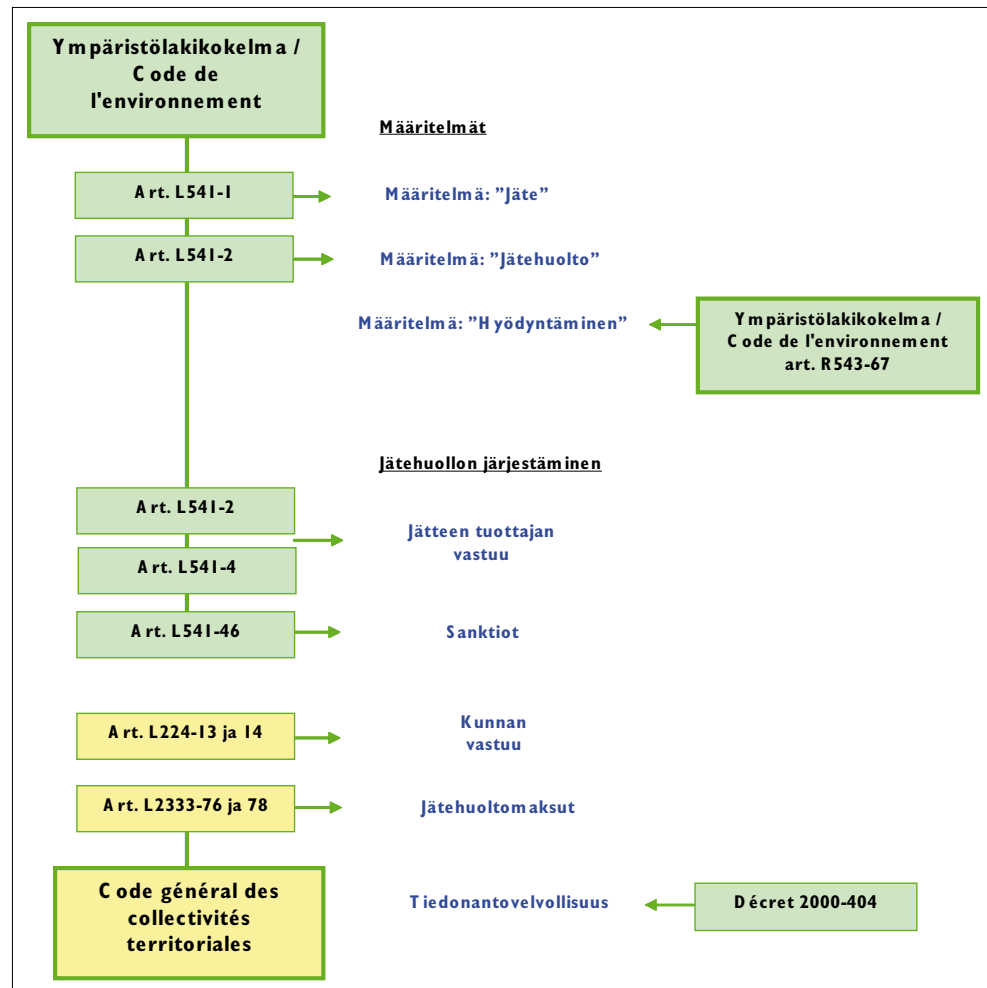 Ympäristölakikokelma /
Code de
l'environnement
Määritelmät
Art. L541-1
Määritelmä: ”Jäte”
Art. L541-2
Määritelmä: ”Jätehuolto”
Määritelmä: ”Hyödyntäminen”
Ympäristölakikokelma /
Code de l'environnement
art. R543-67
Jätehuollon järjestäminen
Art. L541-2
Jätteen tuottajan
vastuu
Art. L541-4
Art. L541-46
Sanktiot
Art. L224-13 ja 14
Kunnan
vastuu
Art. L2333-76 ja 78
Jätehuoltomaksut
Code général des
collectivités
territoriales
Tiedonantovelvollisuus
Décret 2000-404